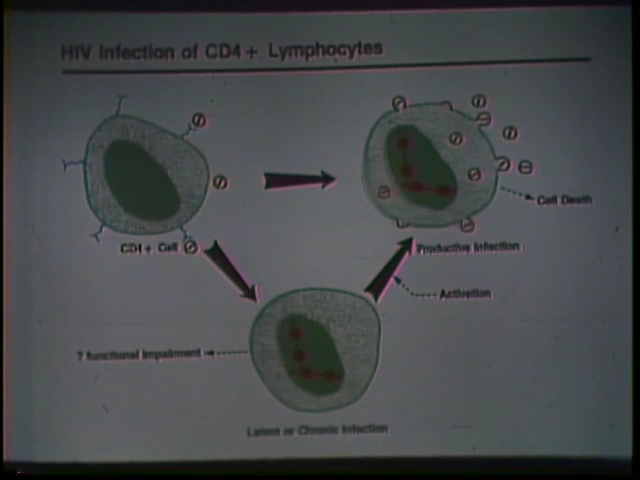 HIV Infection of CD4+ Lymphocytes
Cell Death
CD4+ Cell
Productive Infection
Activation
? functional impairment
Latent or Chronic Infection